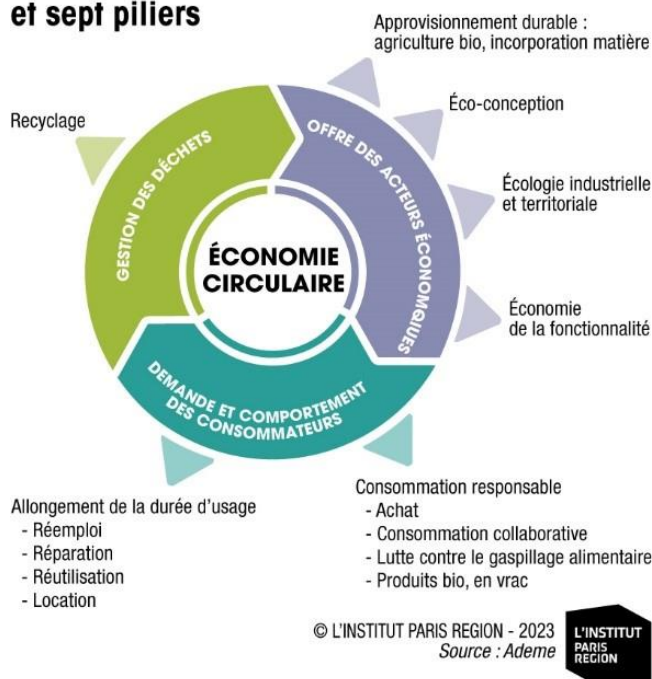 et sept piliers
Approvisionnement durable :
agriculture bio, incorporation matière
Éco-conception
Écologie industrielle
et territoriale
Économie
de la fonctionnalité
Recyclage
GESTION DES DÉCHETS
OFFRE DES ACTEURS ÉCONOMQIUES
ÉCONOMIE
CIRCULAIRE
DEMANDE ET COMPORTEMENT
DES CONSOMMATEURS
Allongement de la durée d'usage
- Réemploi
- Réparation
- Réutilisation
- Location
Consommation responsable
- Achat
- Consommation collaborative
- Lutte contre le gaspillage alimentaire
- Produits bio, en vrac
© L'INSTITUT PARIS REGION - 2023
Source : Ademe
L'INSTITUT
PARIS
REGION